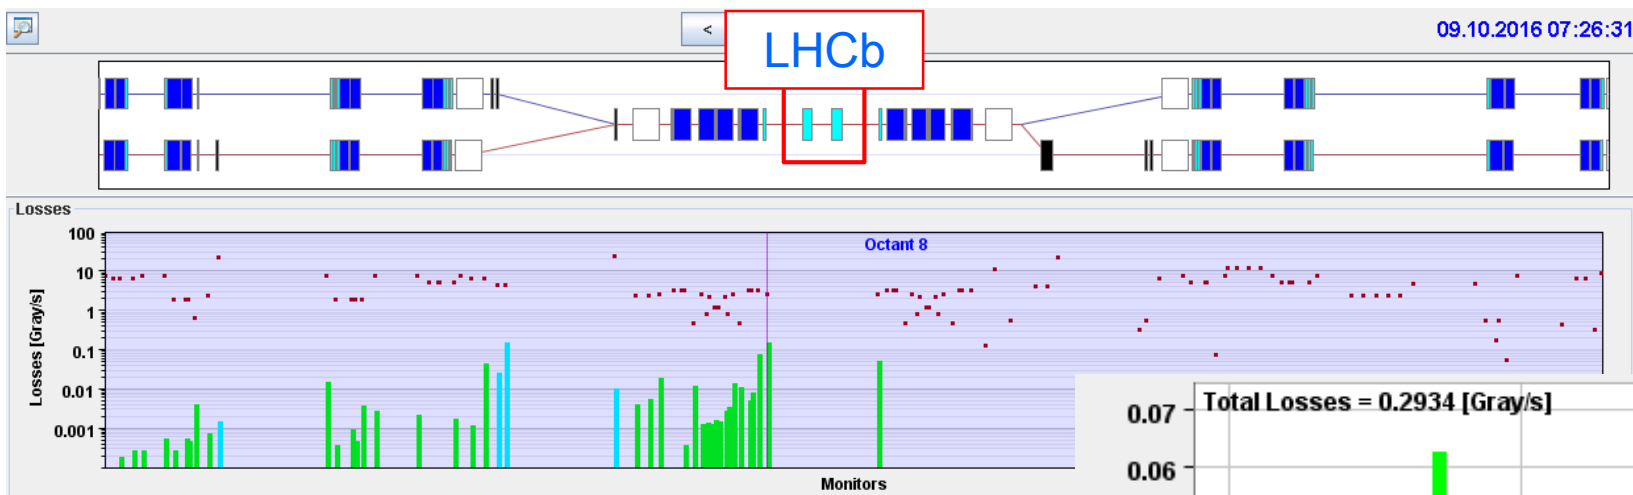 <
09.10.2016 07:26:31
LHCb
Losses
Octant 8
100
10
1
0.1
0.01
0.001
Losses [Gray/s]
Monitors
Total Losses = 0.2934 [Gray/s]
0.07
0.06